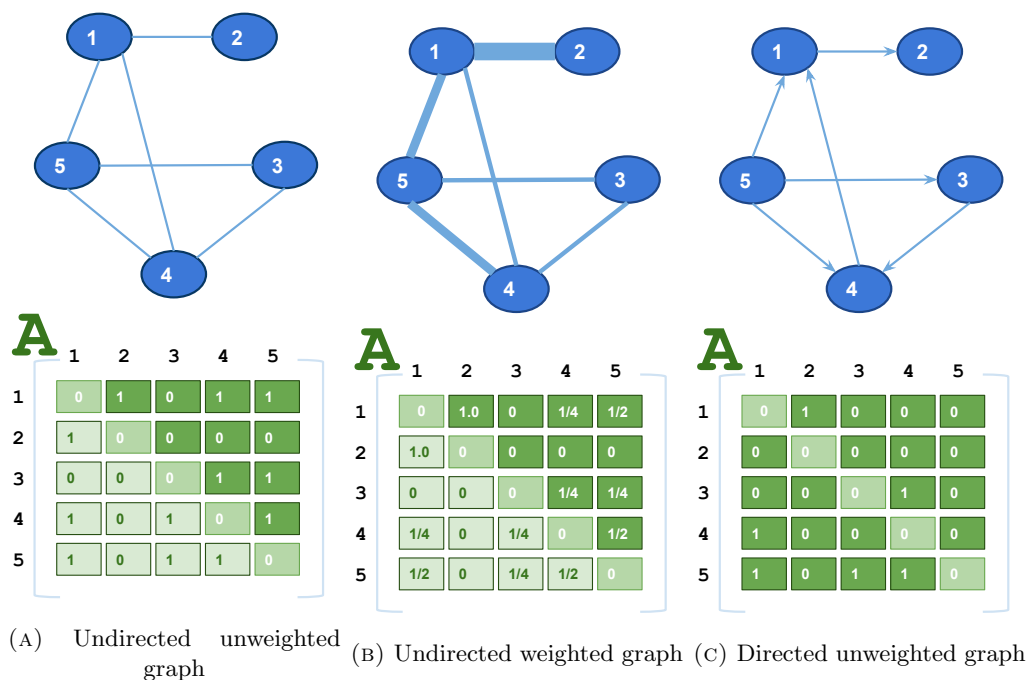 1 2
5 3
4
1 2
5 3
4
1 2
5 3
4
A
1 2 3 4 5
1 0 1 0 1 1
2 1 0 0 0 0
3 0 0 0 1 1
4 1 0 1 0 1
5 1 0 1 1 0
(A) Undirected unweighted
graph
A
1 2 3 4 5
1 0 1.0 0 1/4 1/2
2 1.0 0 0 0 0
3 0 0 0 1/4 1/4
4 1/4 0 1/4 0 1/2
5 1/2 0 1/4 1/2 0
(B) Undirected weighted graph
A
1 2 3 4 5
1 0 1 0 0 0
2 0 0 0 0 0
3 0 0 0 1 0
4 1 0 0 0 0
5 1 0 1 1 0
(C) Directed unweighted graph